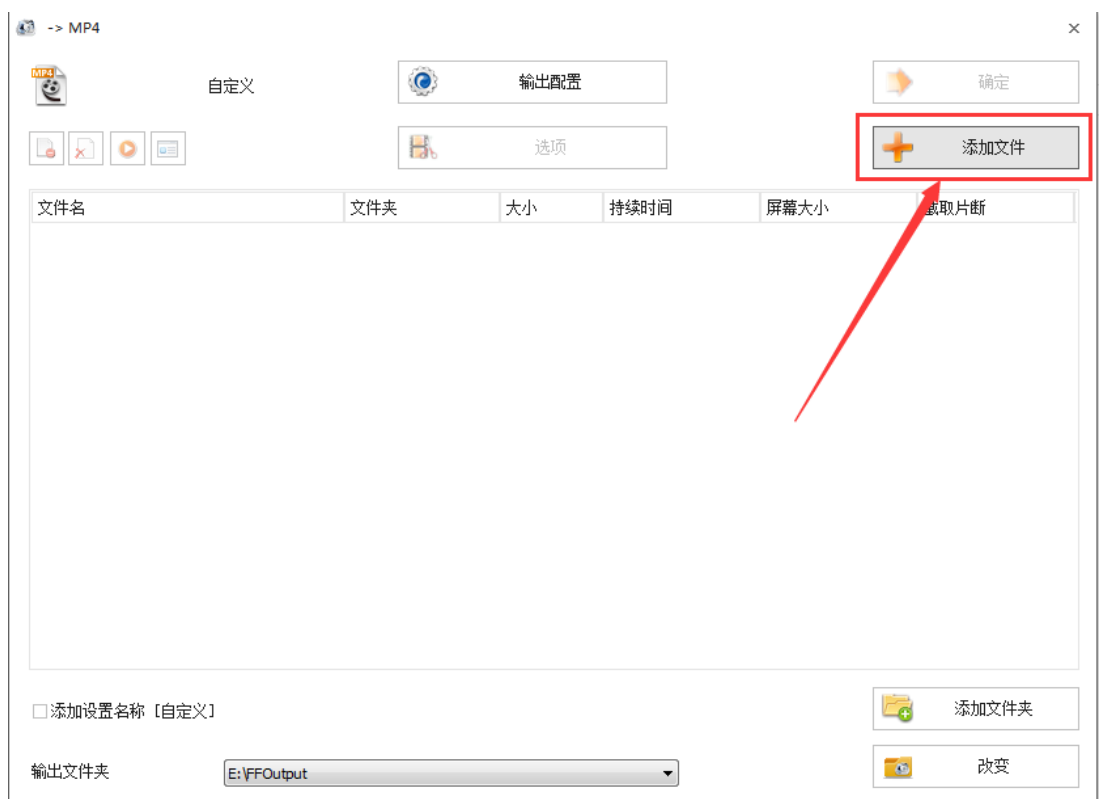 -> MP4
MP4
自定义
输出配置
确定
选项
添加文件
文件名 文件夹 大小 持续时间 屏幕大小 截取片断
添加设置名称 [自定义]
添加文件夹
输出文件夹
E:\FFOutput
改变